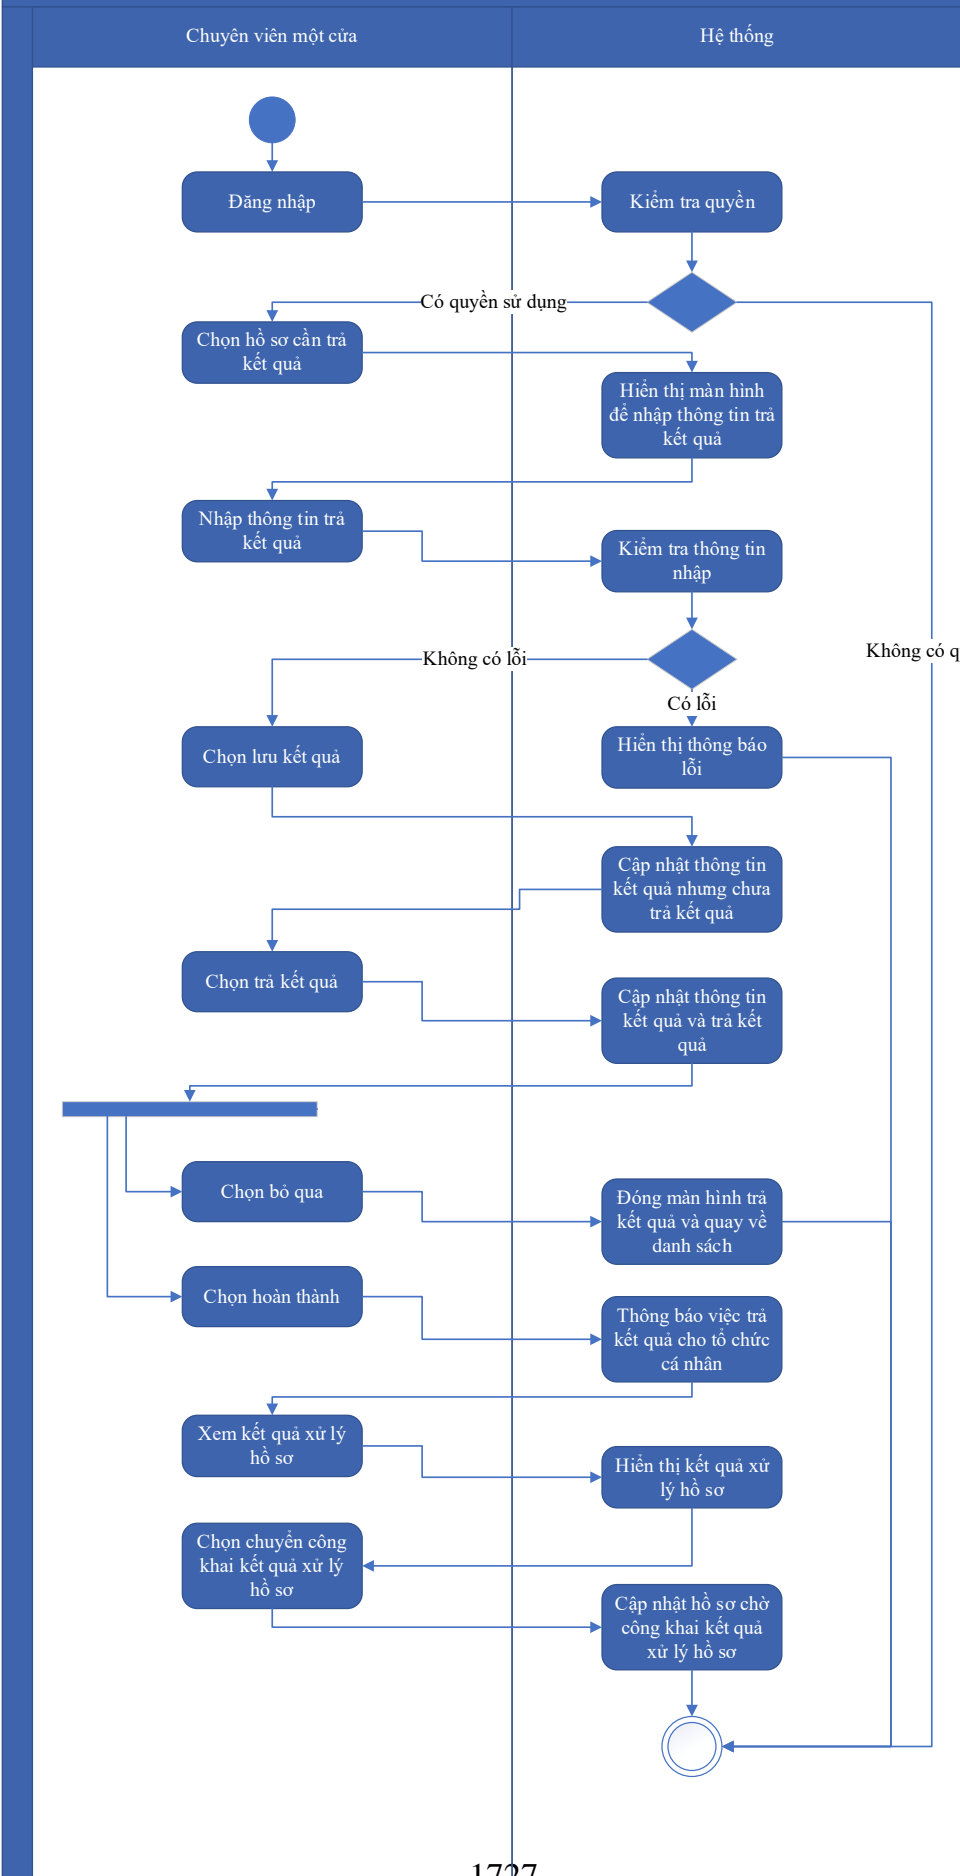 Chuyên viên một cửa
Hệ thống
Đăng nhập
Kiểm tra quyền
Có quyền sử dụng
Chọn hồ sơ cần trả
kết quả
Hiển thị màn hình
để nhập thông tin trả
kết quả
Nhập thông tin trả
kết quả
Kiểm tra thông tin
nhập
Không có lỗi
Không có q
Có lỗi
Chọn lưu kết quả
Hiển thị thông báo
lỗi
Cập nhật thông tin
kết quả nhưng chưa
trả kết quả
Chọn trả kết quả
Cập nhật thông tin
kết quả và trả kết
quả
Chọn bỏ qua
Đóng màn hình trả
kết quả và quay về
danh sách
Chọn hoàn thành
Thông báo việc trả
kết quả cho tổ chức
cá nhân
Xem kết quả xử lý
hồ sơ
Hiển thị kết quả xử
lý hồ sơ
Chọn chuyển công
khai kết quả xử lý
hồ sơ
Cập nhật hồ sơ chờ
công khai kết quả
xử lý hồ sơ
1727